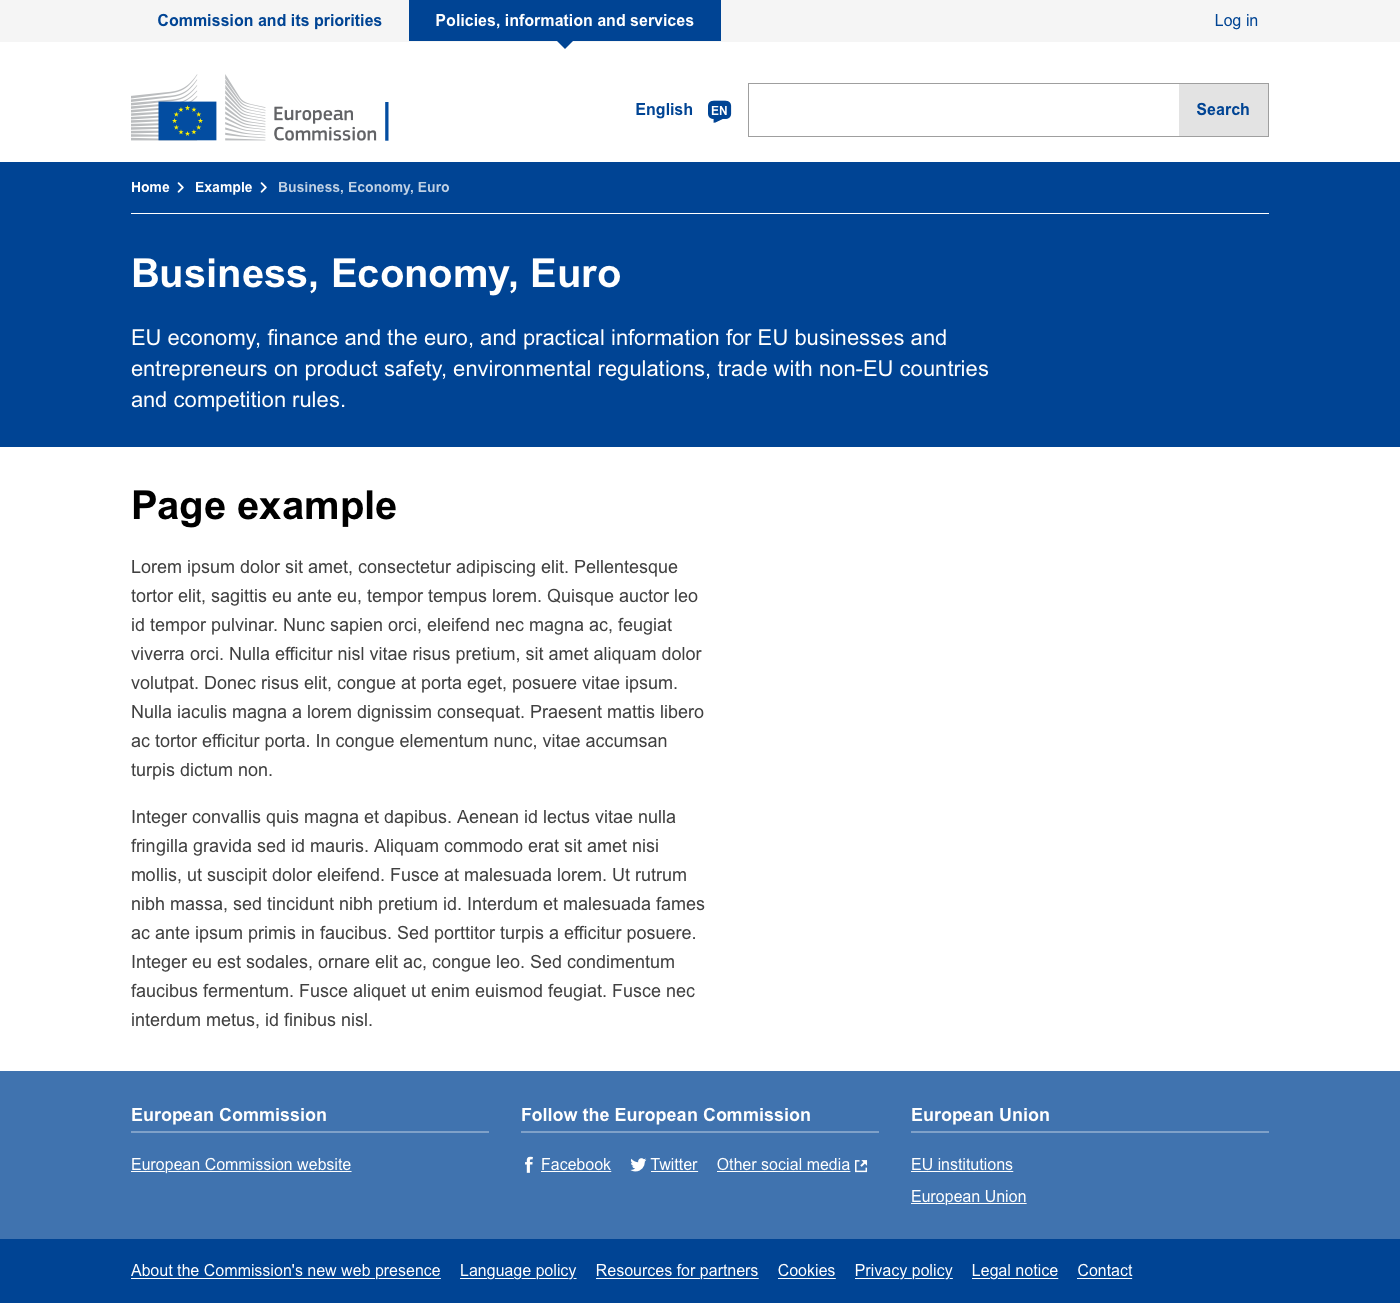 Commission and its priorities
Policies, information and services
Log in
European
Commission
English
EN
Search
Home
Example
Business, Economy, Euro
Business, Economy, Euro
EU economy, finance and the euro, and practical information for EU businesses and
entrepreneurs on product safety, environmental regulations, trade with non-EU countries
and competition rules.
Page example
Lorem ipsum dolor sit amet, consectetur adipiscing elit. Pellentesque
tortor elit, sagittis eu ante eu, tempor tempus lorem. Quisque auctor leo
id tempor pulvinar. Nunc sapien orci, eleifend nec magna ac, feugiat
viverra orci. Nulla efficitur nisl vitae risus pretium, sit amet aliquam dolor
volutpat. Donec risus elit, congue at porta eget, posuere vitae ipsum.
Nulla iaculis magna a lorem dignissim consequat. Praesent mattis libero
ac tortor efficitur porta. In congue elementum nunc, vitae accumsan
turpis dictum non.
Integer convallis quis magna et dapibus. Aenean id lectus vitae nulla
fringilla gravida sed id mauris. Aliquam commodo erat sit amet nisi
mollis, ut suscipit dolor eleifend. Fusce at malesuada lorem. Ut rutrum
nibh massa, sed tincidunt nibh pretium id. Interdum et malesuada fames
ac ante ipsum primis in faucibus. Sed porttitor turpis a efficitur posuere.
Integer eu est sodales, ornare elit ac, congue leo. Sed condimentum
faucibus fermentum. Fusce aliquet ut enim euismod feugiat. Fusce nec
interdum metus, id finibus nisl.
European Commission
European Commission website
Follow the European Commission
Facebook
Twitter
Other social media
European Union
EU institutions
European Union
About the Commission's new web presence
Language policy
Resources for partners
Cookies
Privacy policy
Legal notice
Contact